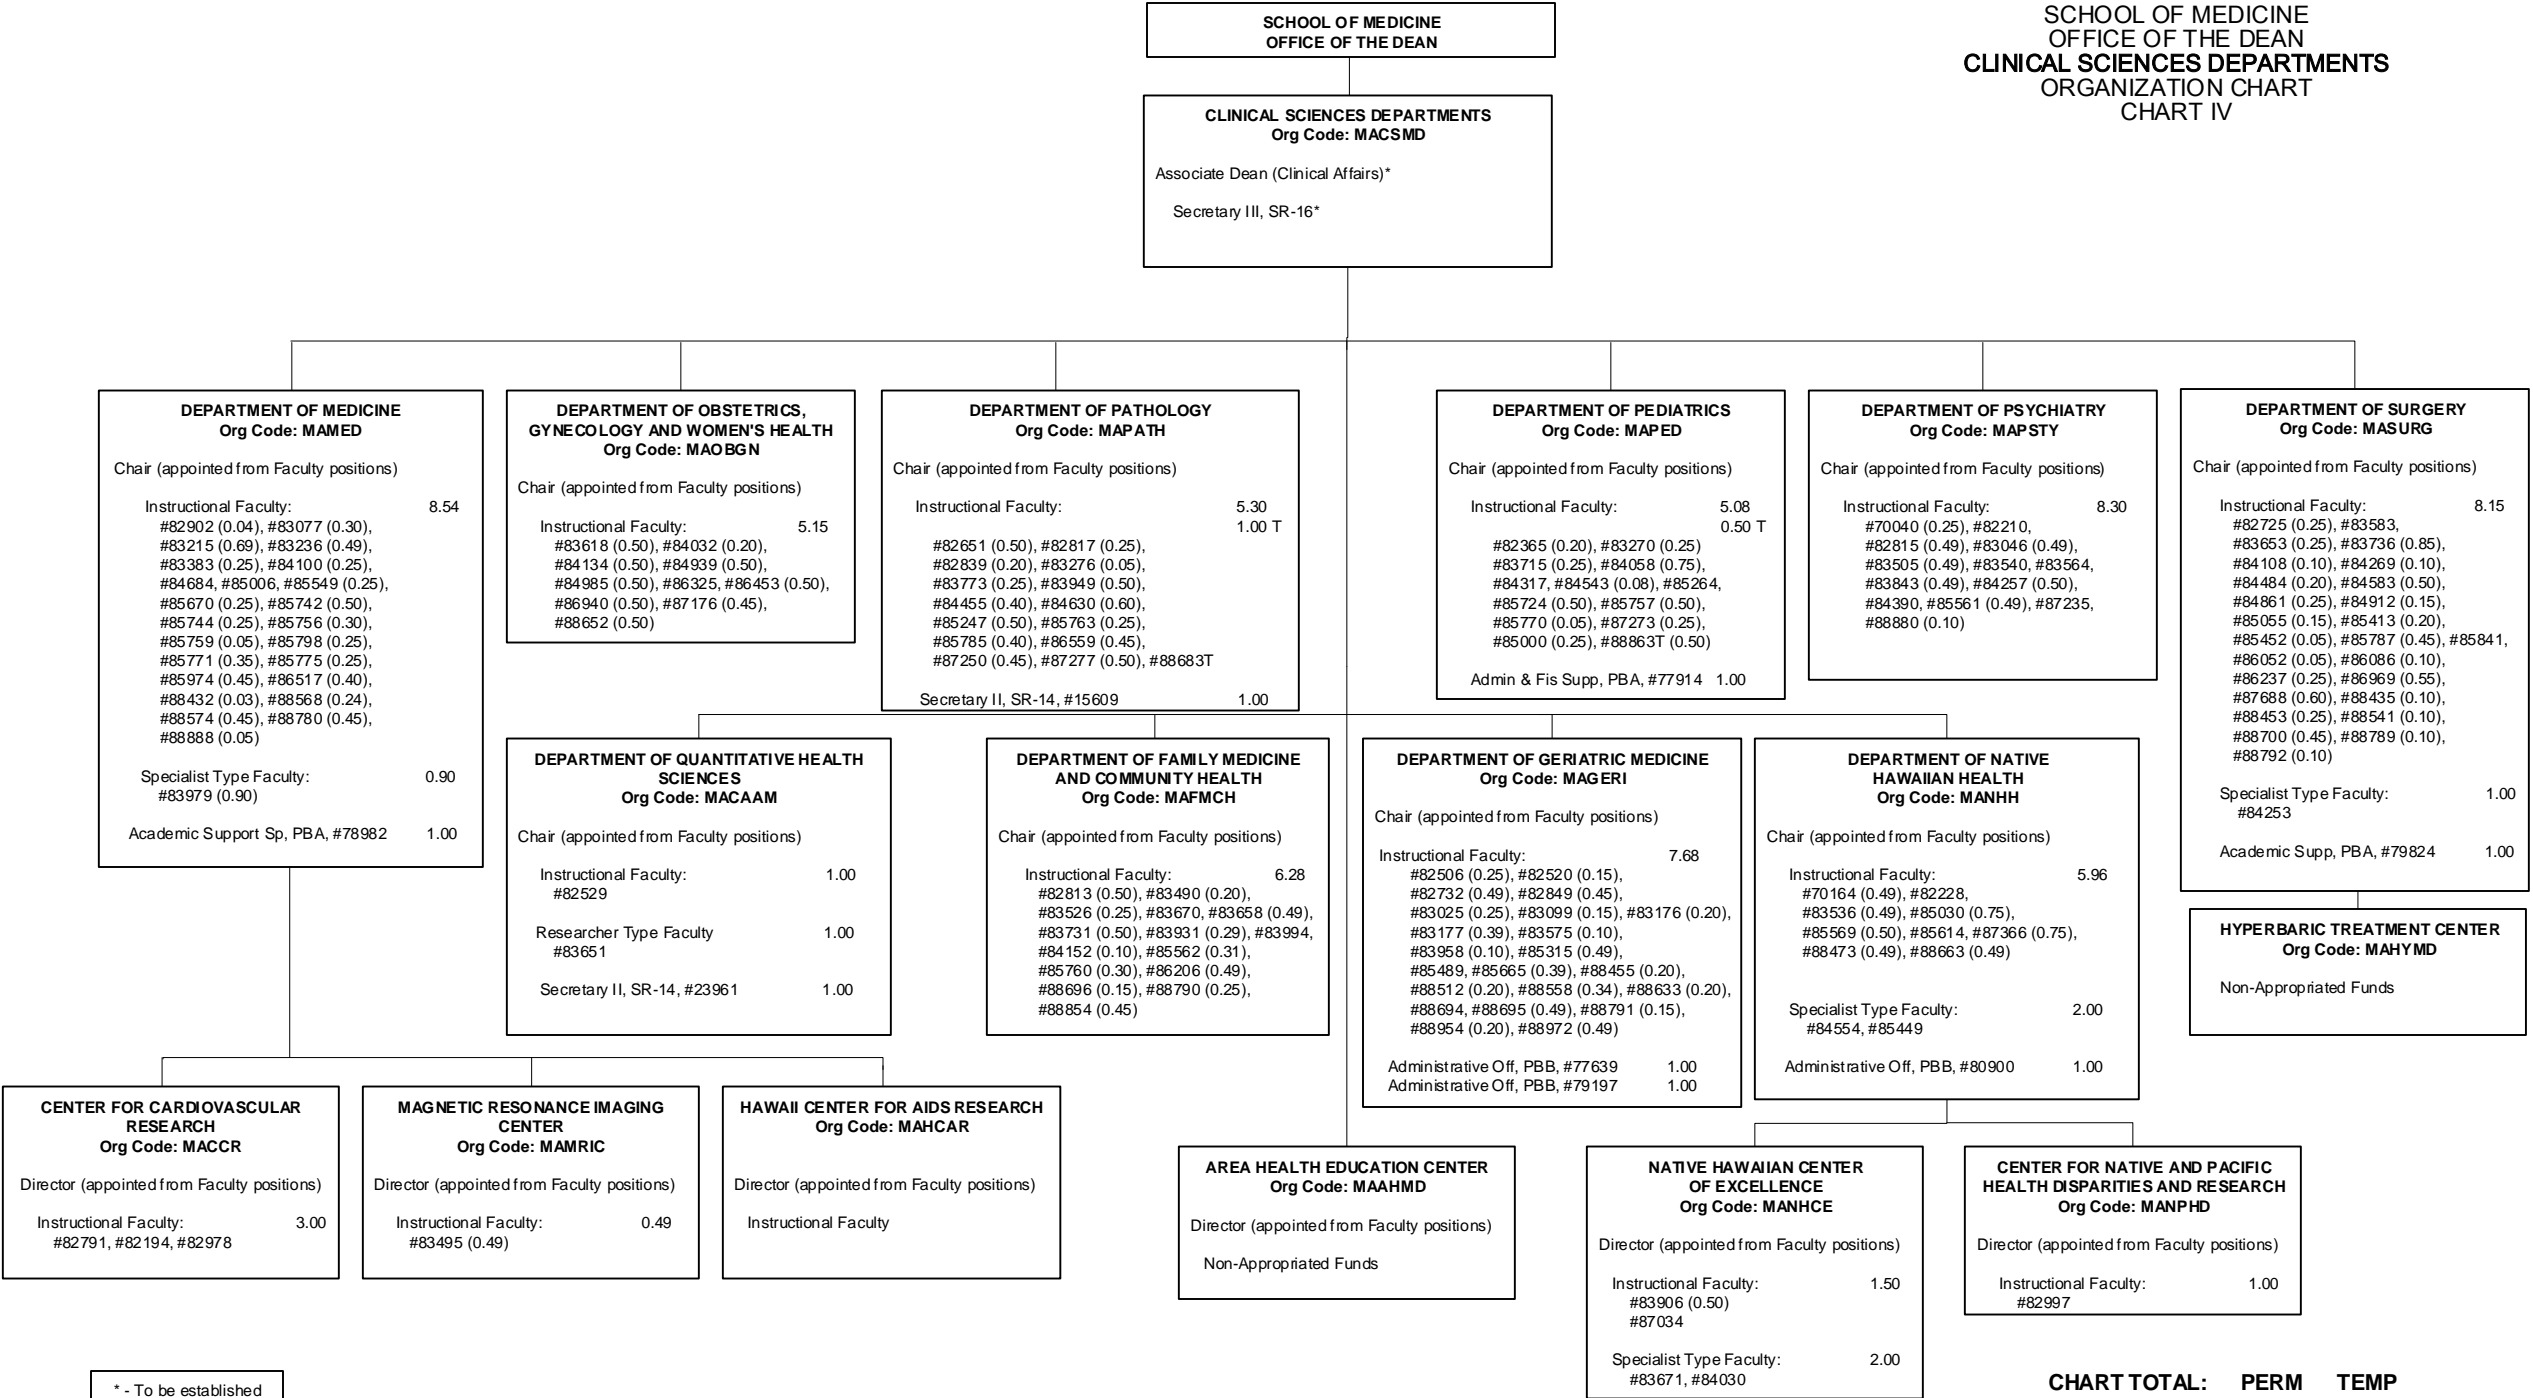 SCHOOL OF MEDICINE
OFFICE OF THE DEAN
SCHOOL OF MEDICINE
OFFICE OF THE DEAN
CLINICAL SCIENCES DEPARTMENTS
ORGANIZATION CHART
CHART IV
CLINICAL SCIENCES DEPARTMENTS
Org Code: MACSMD
Associate Dean (Clinical Affairs)*
Secretary III, SR-16*
DEPARTMENT OF MEDICINE
Org Code: MAMED
Chair (appointed from Faculty positions)
Instructional Faculty: 8.54
#82902 (0.04), #83077 (0.30),
#83215 (0.69), #83236 (0.49),
#83383 (0.25), #84100 (0.25),
#84684, #85006, #85549 (0.25),
#85670 (0.25), #85742 (0.50),
#85744 (0.25), #85756 (0.30),
#85759 (0.05), #85798 (0.25),
#85771 (0.35), #85775 (0.25),
#85974 (0.45), #86517 (0.40),
#88432 (0.03), #88568 (0.24),
#88574 (0.45), #88780 (0.45),
#88888 (0.05)
Specialist Type Faculty: 0.90
#83979 (0.90)
Academic Support Sp, PBA, #78982 1.00
DEPARTMENT OF OBSTETRICS,
GYNECOLOGY AND WOMEN'S HEALTH
Org Code: MAOBGN
Chair (appointed from Faculty positions)
Instructional Faculty: 5.15
#83618 (0.50), #84032 (0.20),
#84134 (0.50), #84939 (0.50),
#84985 (0.50), #86325, #86453 (0.50),
#86940 (0.50), #87176 (0.45),
#88652 (0.50)
DEPARTMENT OF PATHOLOGY
Org Code: MAPATH
Chair (appointed from Faculty positions)
Instructional Faculty: 5.30
1.00 T
#82651 (0.50), #82817 (0.25),
#82839 (0.20), #83276 (0.05),
#83773 (0.25), #83949 (0.50),
#84455 (0.40), #84630 (0.60),
#85247 (0.50), #85763 (0.25),
#85785 (0.40), #86559 (0.45),
#87250 (0.45), #87277 (0.50), #88683T
Secretary II, SR-14, #15609 1.00
DEPARTMENT OF PEDIATRICS
Org Code: MAPED
Chair (appointed from Faculty positions)
Instructional Faculty: 5.08
0.50 T
#82365 (0.20), #83270 (0.25)
#83715 (0.25), #84058 (0.75),
#84317, #84543 (0.08), #85264,
#85724 (0.50), #85757 (0.50),
#85770 (0.05), #87273 (0.25),
#85000 (0.25), #88863T (0.50)
Admin & Fis Supp, PBA, #77914 1.00
DEPARTMENT OF PSYCHIATRY
Org Code: MAPSTY
Chair (appointed from Faculty positions)
Instructional Faculty: 8.30
#70040 (0.25), #82210,
#82815 (0.49), #83046 (0.49),
#83505 (0.49), #83540, #83564,
#83843 (0.49), #84257 (0.50),
#84390, #85561 (0.49), #87235,
#88880 (0.10)
DEPARTMENT OF SURGERY
Org Code: MASURG
Chair (appointed from Faculty positions)
Instructional Faculty: 8.15
#82725 (0.25), #83583,
#83653 (0.25), #83736 (0.85),
#84108 (0.10), #84269 (0.10),
#84484 (0.20), #84583 (0.50),
#84861 (0.25), #84912 (0.15),
#85055 (0.15), #85413 (0.20),
#85452 (0.05), #85787 (0.45), #85841,
#86052 (0.05), #86086 (0.10),
#86237 (0.25), #86969 (0.55),
#87688 (0.60), #88435 (0.10),
#88453 (0.25), #88541 (0.10),
#88700 (0.45), #88789 (0.10),
#88792 (0.10)
Specialist Type Faculty: 1.00
#84253
Academic Supp, PBA, #79824 1.00
DEPARTMENT OF QUANTITATIVE HEALTH
SCIENCES
Org Code: MACAAM
Chair (appointed from Faculty positions)
Instructional Faculty: 1.00
#82529
Researcher Type Faculty 1.00
#83651
Secretary II, SR-14, #23961 1.00
DEPARTMENT OF FAMILY MEDICINE
AND COMMUNITY HEALTH
Org Code: MAFMCH
Chair (appointed from Faculty positions)
Instructional Faculty: 6.28
#82813 (0.50), #83490 (0.20),
#83526 (0.25), #83670, #83658 (0.49),
#83731 (0.50), #83931 (0.29), #83994,
#84152 (0.10), #85562 (0.31),
#85760 (0.30), #86206 (0.49),
#88696 (0.15), #88790 (0.25),
#88854 (0.45)
DEPARTMENT OF GERIATRIC MEDICINE
Org Code: MAGERI
Chair (appointed from Faculty positions)
Instructional Faculty: 7.68
#82506 (0.25), #82520 (0.15),
#82732 (0.49), #82849 (0.45),
#83025 (0.25), #83099 (0.15), #83176 (0.20),
#83177 (0.39), #83575 (0.10),
#83958 (0.10), #85315 (0.49),
#85489, #85665 (0.39), #88455 (0.20),
#88512 (0.20), #88558 (0.34), #88633 (0.20),
#88694, #88695 (0.49), #88791 (0.15),
#88954 (0.20), #88972 (0.49)
Administrative Off, PBB, #77639 1.00
Administrative Off, PBB, #79197 1.00
DEPARTMENT OF NATIVE
HAWAIIAN HEALTH
Org Code: MANHH
Chair (appointed from Faculty positions)
Instructional Faculty: 5.96
#70164 (0.49), #82228,
#83536 (0.49), #85030 (0.75),
#85569 (0.50), #85614, #87366 (0.75),
#88473 (0.49), #88663 (0.49)
Specialist Type Faculty: 2.00
#84554, #85449
Administrative Off, PBB, #80900 1.00
HYPERBARIC TREATMENT CENTER
Org Code: MAHYMD
Non-Appropriated Funds
CENTER FOR CARDIOVASCULAR
RESEARCH
Org Code: MACCR
Director (appointed from Faculty positions)
Instructional Faculty: 3.00
#82791, #82194, #82978
MAGNETIC RESONANCE IMAGING
CENTER
Org Code: MAMRIC
Director (appointed from Faculty positions)
Instructional Faculty: 0.49
#83495 (0.49)
HAWAII CENTER FOR AIDS RESEARCH
Org Code: MAHCAR
Director (appointed from Faculty positions)
Instructional Faculty
AREA HEALTH EDUCATION CENTER
Org Code: MAAHMD
Director (appointed from Faculty positions)
Non-Appropriated Funds
NATIVE HAWAIIAN CENTER
OF EXCELLENCE
Org Code: MANHCE
Director (appointed from Faculty positions)
Instructional Faculty: 1.50
#83906 (0.50)
#87034
Specialist Type Faculty: 2.00
#83671, #84030
CENTER FOR NATIVE AND PACIFIC
HEALTH DISPARITIES AND RESEARCH
Org Code: MANPHD
Director (appointed from Faculty positions)
Instructional Faculty: 1.00
#82997
* - To be established
CHART TOTAL: PERM TEMP